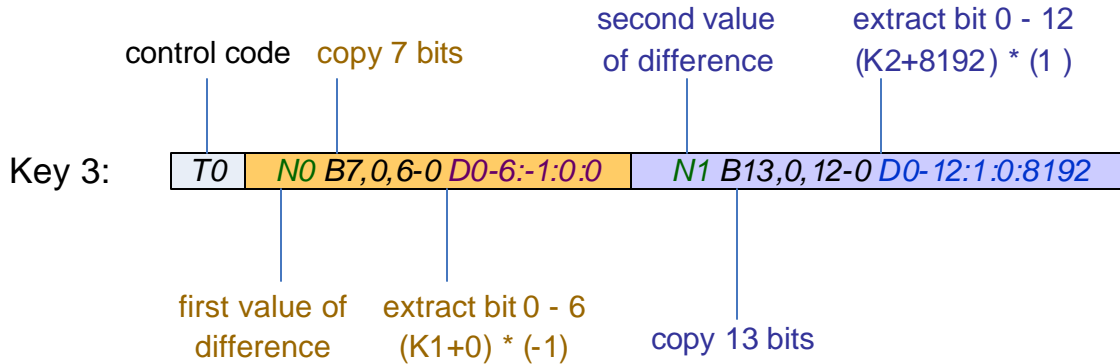 control code
copy 7 bits
second value
of difference
extract bit 0 - 12
(K2+8192) * (1 )
Key 3:
T0
N0 B7,0,6-0 D0-6:-1:0:0
N1 B13,0,12-0 D0-12:1:0:8192
first value of
difference
extract bit 0 - 6
(K1+0) * (-1)
copy 13 bits